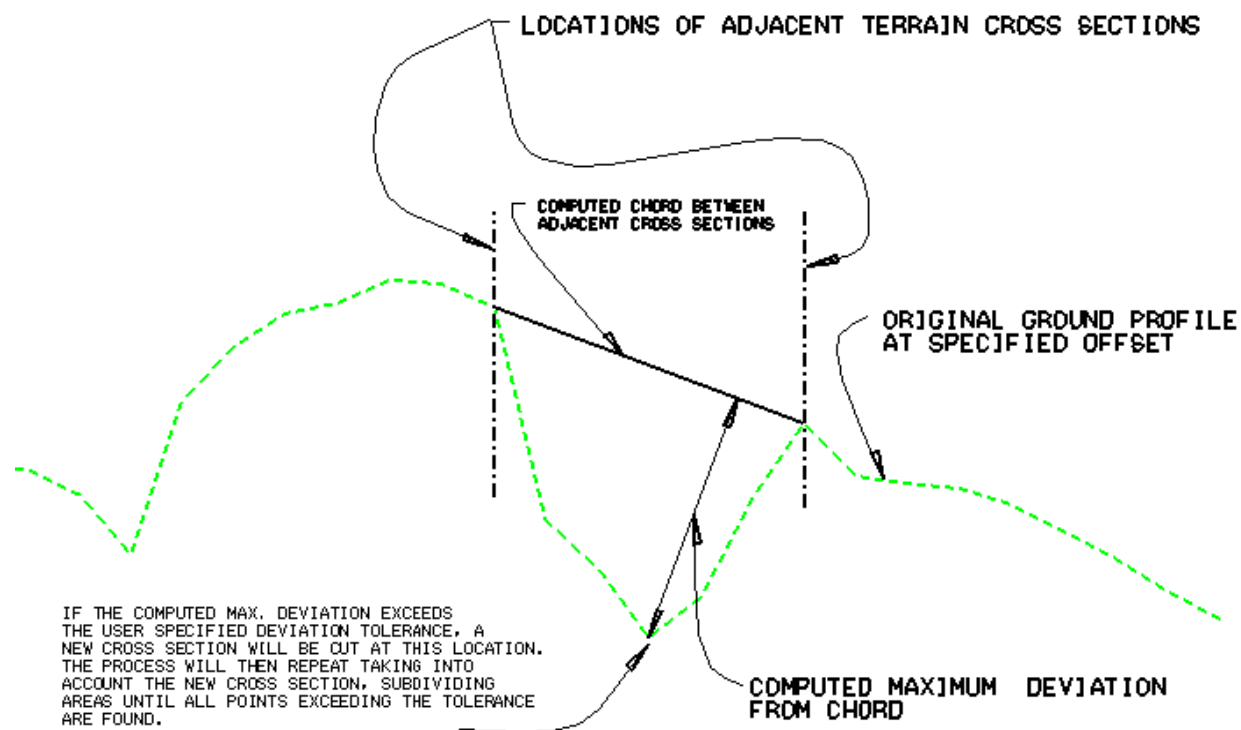 LOCATIONS OF ADJACENT TERRAIN CROSS SECTIONS
COMPUTED CHORD BETWEEN
ADJACENT CROSS SECTIONS
ORIGINAL GROUND PROFILE
AT SPECIFIED OFFSET
IF THE COMPUTED MAX. DEVIATION EXCEEDS
THE USER SPECIFIED DEVIATION TOLERANCE, A
NEW CROSS SECTION WILL BE CUT AT THIS LOCATION.
THE PROCESS WILL THEN REPEAT TAKING INTO
ACCOUNT THE NEW CROSS SECTION, SUBDIVIDING
AREAS UNTIL ALL POINTS EXCEEDING THE TOLERANCE
ARE FOUND.
COMPUTED MAXIMUM DEVIATION
FROM CHORD